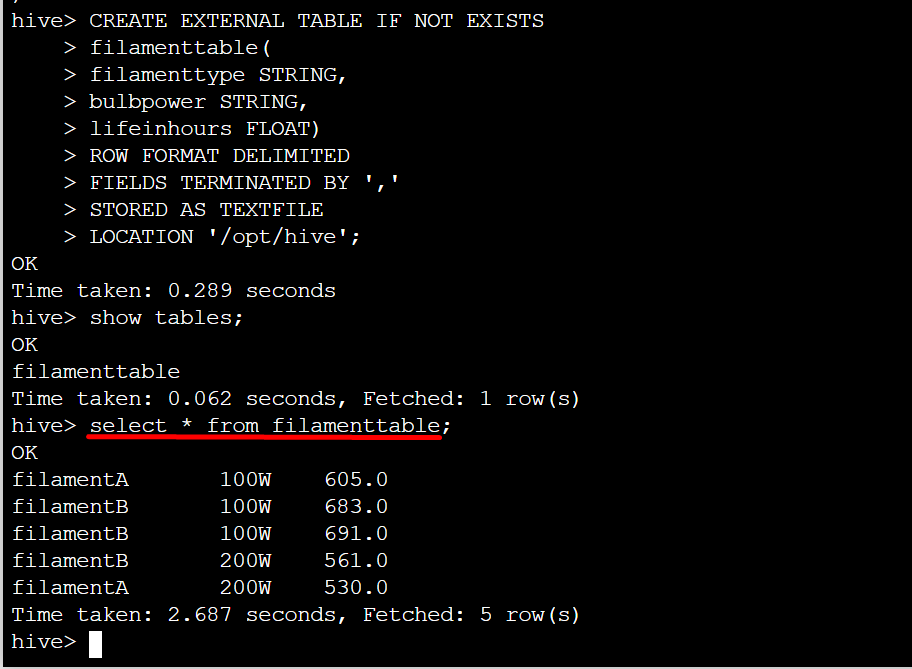 hive> CREATE EXTERNAL TABLE IF NOT EXISTS
    > filamenttable(
    > filamenttype STRING,
    > bulbpower STRING,
    > lifeinhours FLOAT)
    > ROW FORMAT DELIMITED
    > FIELDS TERMINATED BY ','
    > STORED AS TEXTFILE
    > LOCATION '/opt/hive';
OK
Time taken: 0.289 seconds
hive> show tables;
OK
filamenttable
Time taken: 0.062 seconds, Fetched: 1 row(s)
hive> select * from filamenttable;
OK
filamentA       100W    605.0
filamentB       100W    683.0
filamentB       100W    691.0
filamentB       200W    561.0
filamentA       200W    530.0
Time taken: 2.687 seconds, Fetched: 5 row(s)
hive>